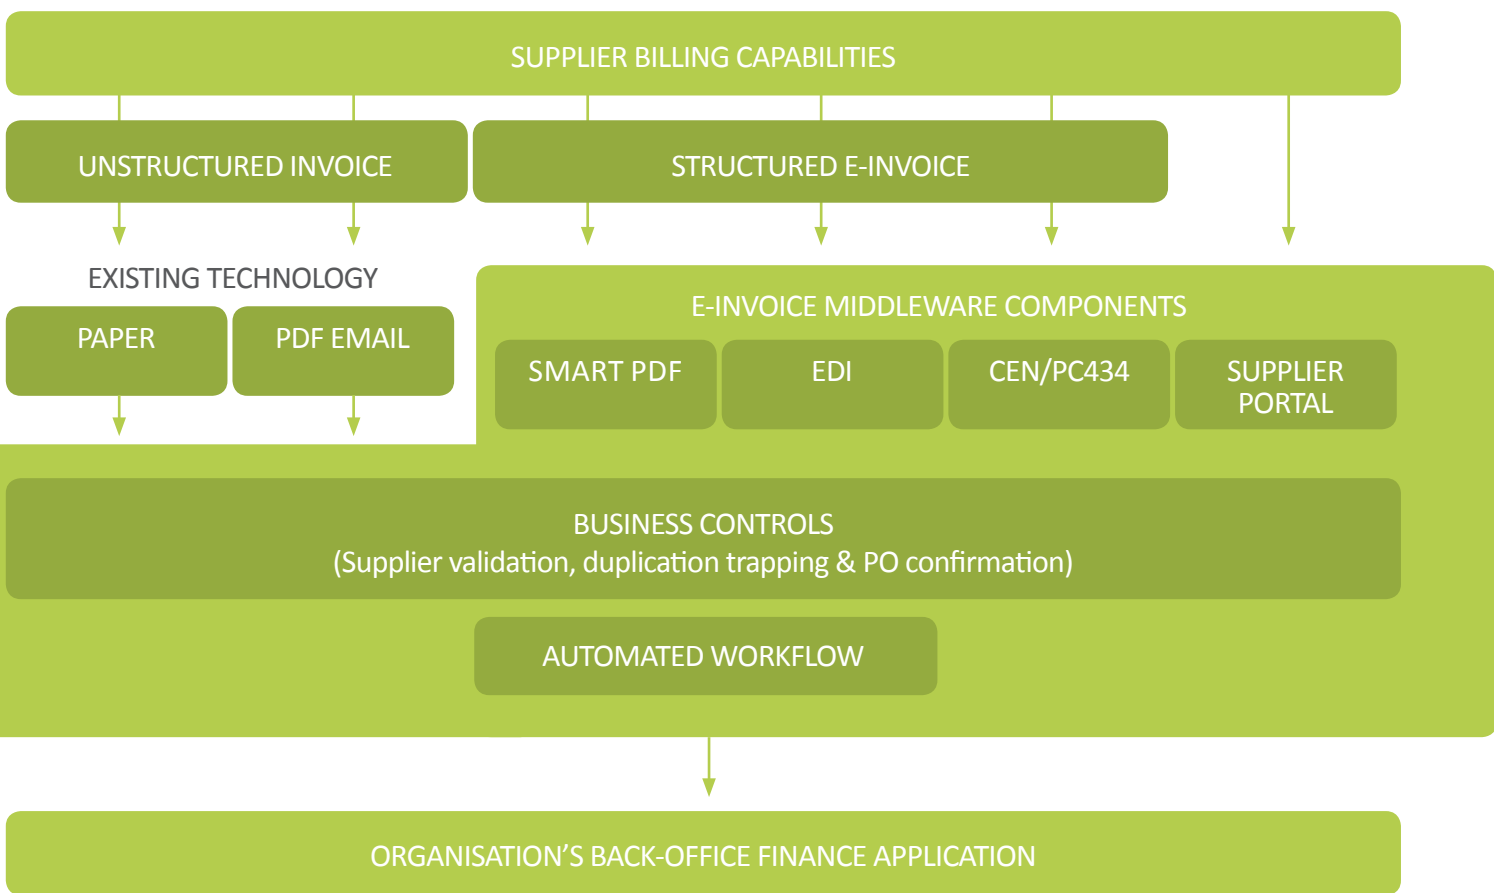 SUPPLIER BILLING CAPABILITIES
UNSTRUCTURED INVOICE
STRUCTURED E-INVOICE
EXISTING TECHNOLOGY
PAPER
PDF EMAIL
E-INVOICE MIDDLEWARE COMPONENTS
SMART PDF
EDI
CEN/PC434
SUPPLIER
PORTAL
BUSINESS CONTROLS
(Supplier validation, duplication trapping & PO confirmation)
AUTOMATED WORKFLOW
ORGANISATION’S BACK-OFFICE FINANCE APPLICATION